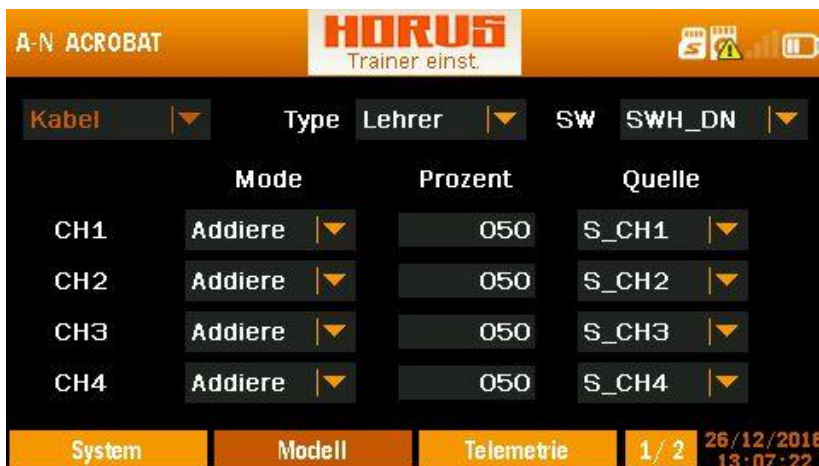 A-N ACROBAT HORUS
Trainer einst.
Kabel Type Lehrer SW SWH_DN
Mode Prozent Quelle
CH1 Addiere 050 S_CH1
CH2 Addiere 050 S_CH2
CH3 Addiere 050 S_CH3
CH4 Addiere 050 S_CH4
System Modell Telemetrie 1/2 26/12/2018
13:07:22